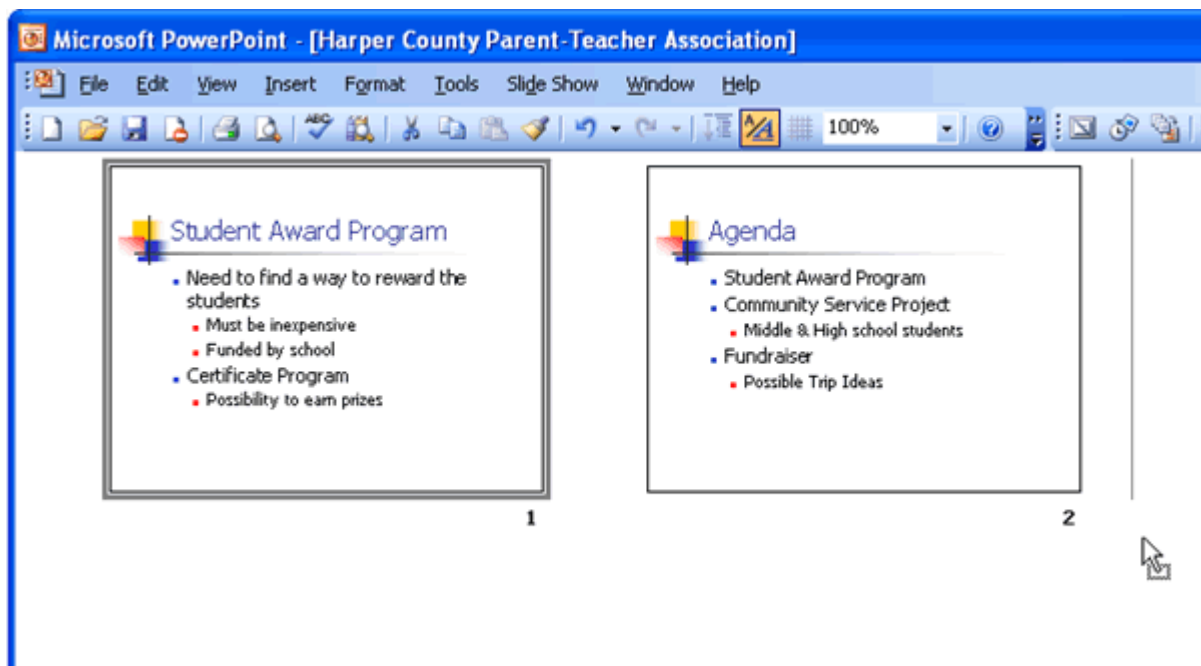 Microsoft PowerPoint - [Harper County Parent-Teacher Association]
File Edit View Insert Format Tools Slide Show Window Help
ABC 100%
Student Award Program
Need to find a way to reward the
students
Must be inexpensive
Funded by school
Certificate Program
Possibility to earn prizes
1
Agenda
Student Award Program
Community Service Project
Middle & High school students
Fundraiser
Possible Trip Ideas
2